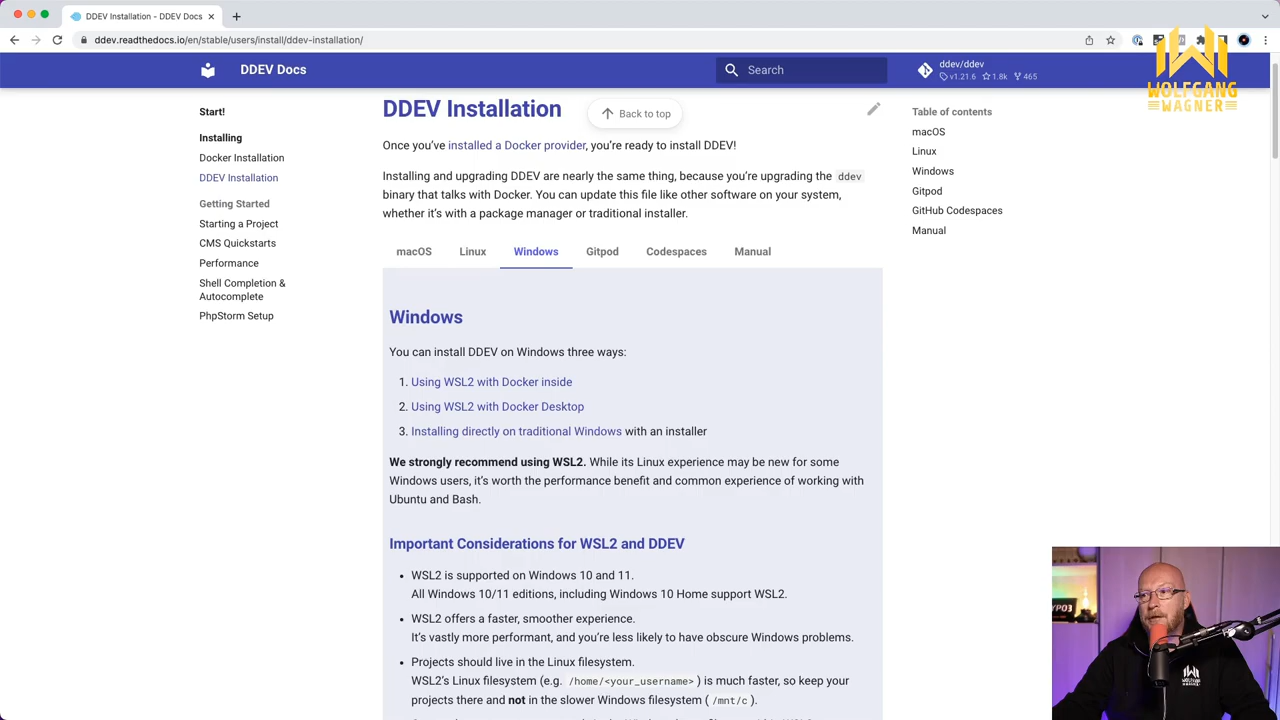 DDEV Installation - DDEV Docs
ddev.readthedocs.io/en/stable/users/install/ddev-installation/
WOLFGANG
WAGNER
DDEV Docs
Search
ddev/ddev
v1.21.6 1.8k 465
Start!
Installing
Docker Installation
DDEV Installation
Getting Started
Starting a Project
CMS Quickstarts
Performance
Shell Completion &
Autocomplete
PhpStorm Setup
DDEV Installation
Back to top
Once you've installed a Docker provider, you're ready to install DDEV!
Installing and upgrading DDEV are nearly the same thing, because you're upgrading the ddev
binary that talks with Docker. You can update this file like other software on your system,
whether it's with a package manager or traditional installer.
macOS Linux Windows Gitpod Codespaces Manual
Windows
You can install DDEV on Windows three ways:
1. Using WSL2 with Docker inside
2. Using WSL2 with Docker Desktop
3. Installing directly on traditional Windows with an installer
We strongly recommend using WSL2. While its Linux experience may be new for some
Windows users, it's worth the performance benefit and common experience of working with
Ubuntu and Bash.
Important Considerations for WSL2 and DDEV
• WSL2 is supported on Windows 10 and 11.
All Windows 10/11 editions, including Windows 10 Home support WSL2.
• WSL2 offers a faster, smoother experience.
It's vastly more performant, and you're less likely to have obscure Windows problems.
• Projects should live in the Linux filesystem.
WSL2's Linux filesystem (e.g. /home/<your_username> ) is much faster, so keep your
projects there and not in the slower Windows filesystem ( /mnt/c ).
Table of contents
macOS
Linux
Windows
Gitpod
GitHub Codespaces
Manual
YPO3
WOLFGANG
WAGNER